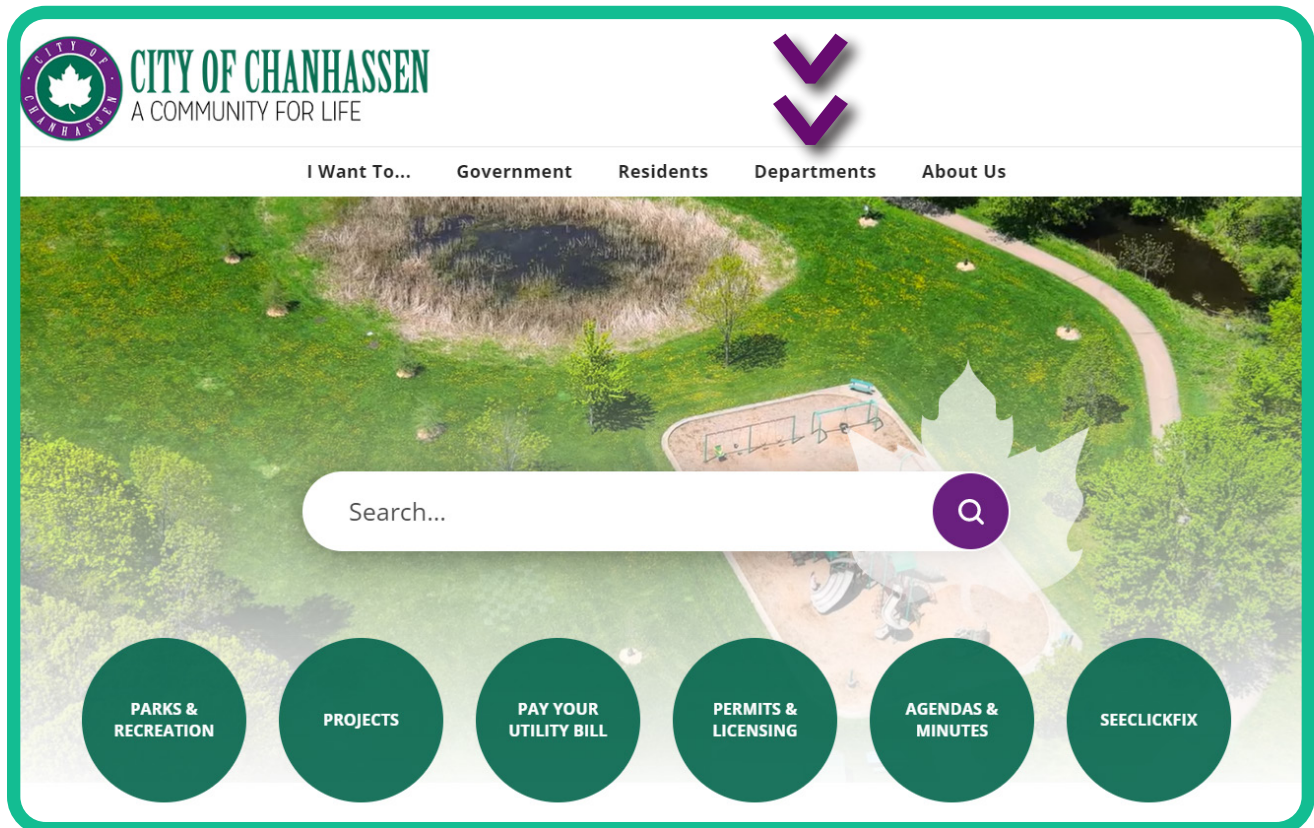 CITY OF CHANHASSEN
CITY OF CHANHASSEN
A COMMUNITY FOR LIFE
I Want To... Government Residents Departments About Us
Search...
PARKS &
RECREATION
PROJECTS
PAY YOUR
UTILITY BILL
PERMITS &
LICENSING
AGENDAS &
MINUTES
SEECLICKFIX